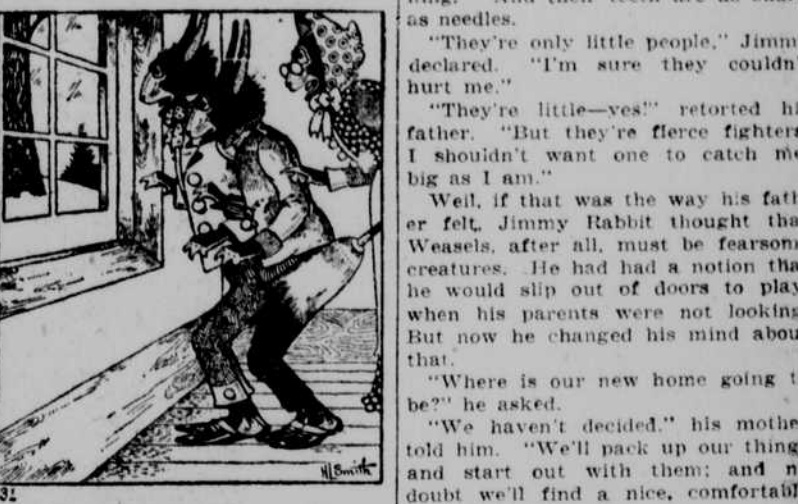 H.L.Smith
31
as needles.
"They're only little people," Jimm
declared. "I'm sure they couldn'
hurt me."
"They're little—yes!" retorted hi
father. "But they're fierce fighters
I shouldn't want one to catch me
big as I am."
Well, if that was the way his fath
er felt, Jimmy Rabbit thought tha
Weasels, after all, must be fearsom
creatures. He had had a notion tha
he would slip out of doors to play
when his parents were not looking
But now he changed his mind abou
that.
"Where is our new home going t
be?" he asked.
"We haven't decided," his mothe
told him. "We'll pack up our thing
and start out with them; and n
doubt we'll find a nice, comfortabl